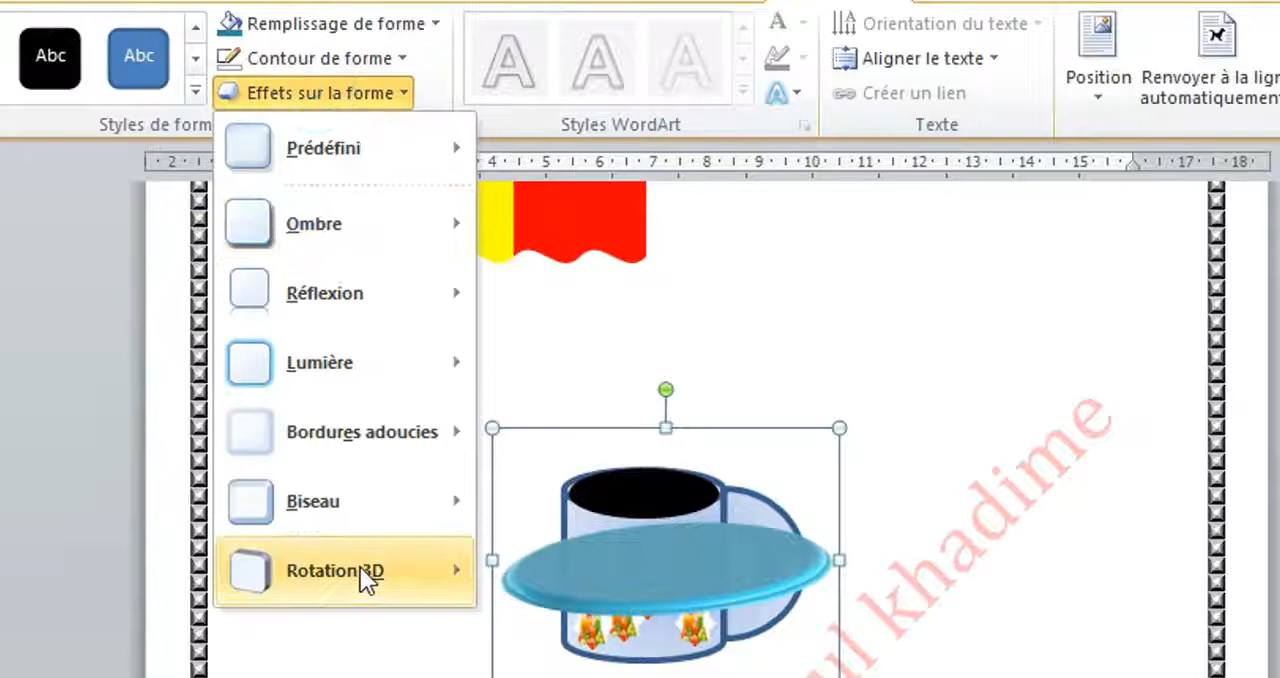 Abc
Abc
Remplissage de forme
Contour de forme
Effets sur la forme
Styles de form
Styles WordArt
Orientation du texte
Aligner le texte
Créer un lien
Texte
Position
Renvoyer à la lign
automatiquemen
2 4 5 6 7 8 9 10 11 12 13 14 15 17 18
Prédéfini
Ombre
Réflexion
Lumière
Bordures adoucies
Biseau
Rotation 3D
ul khadime